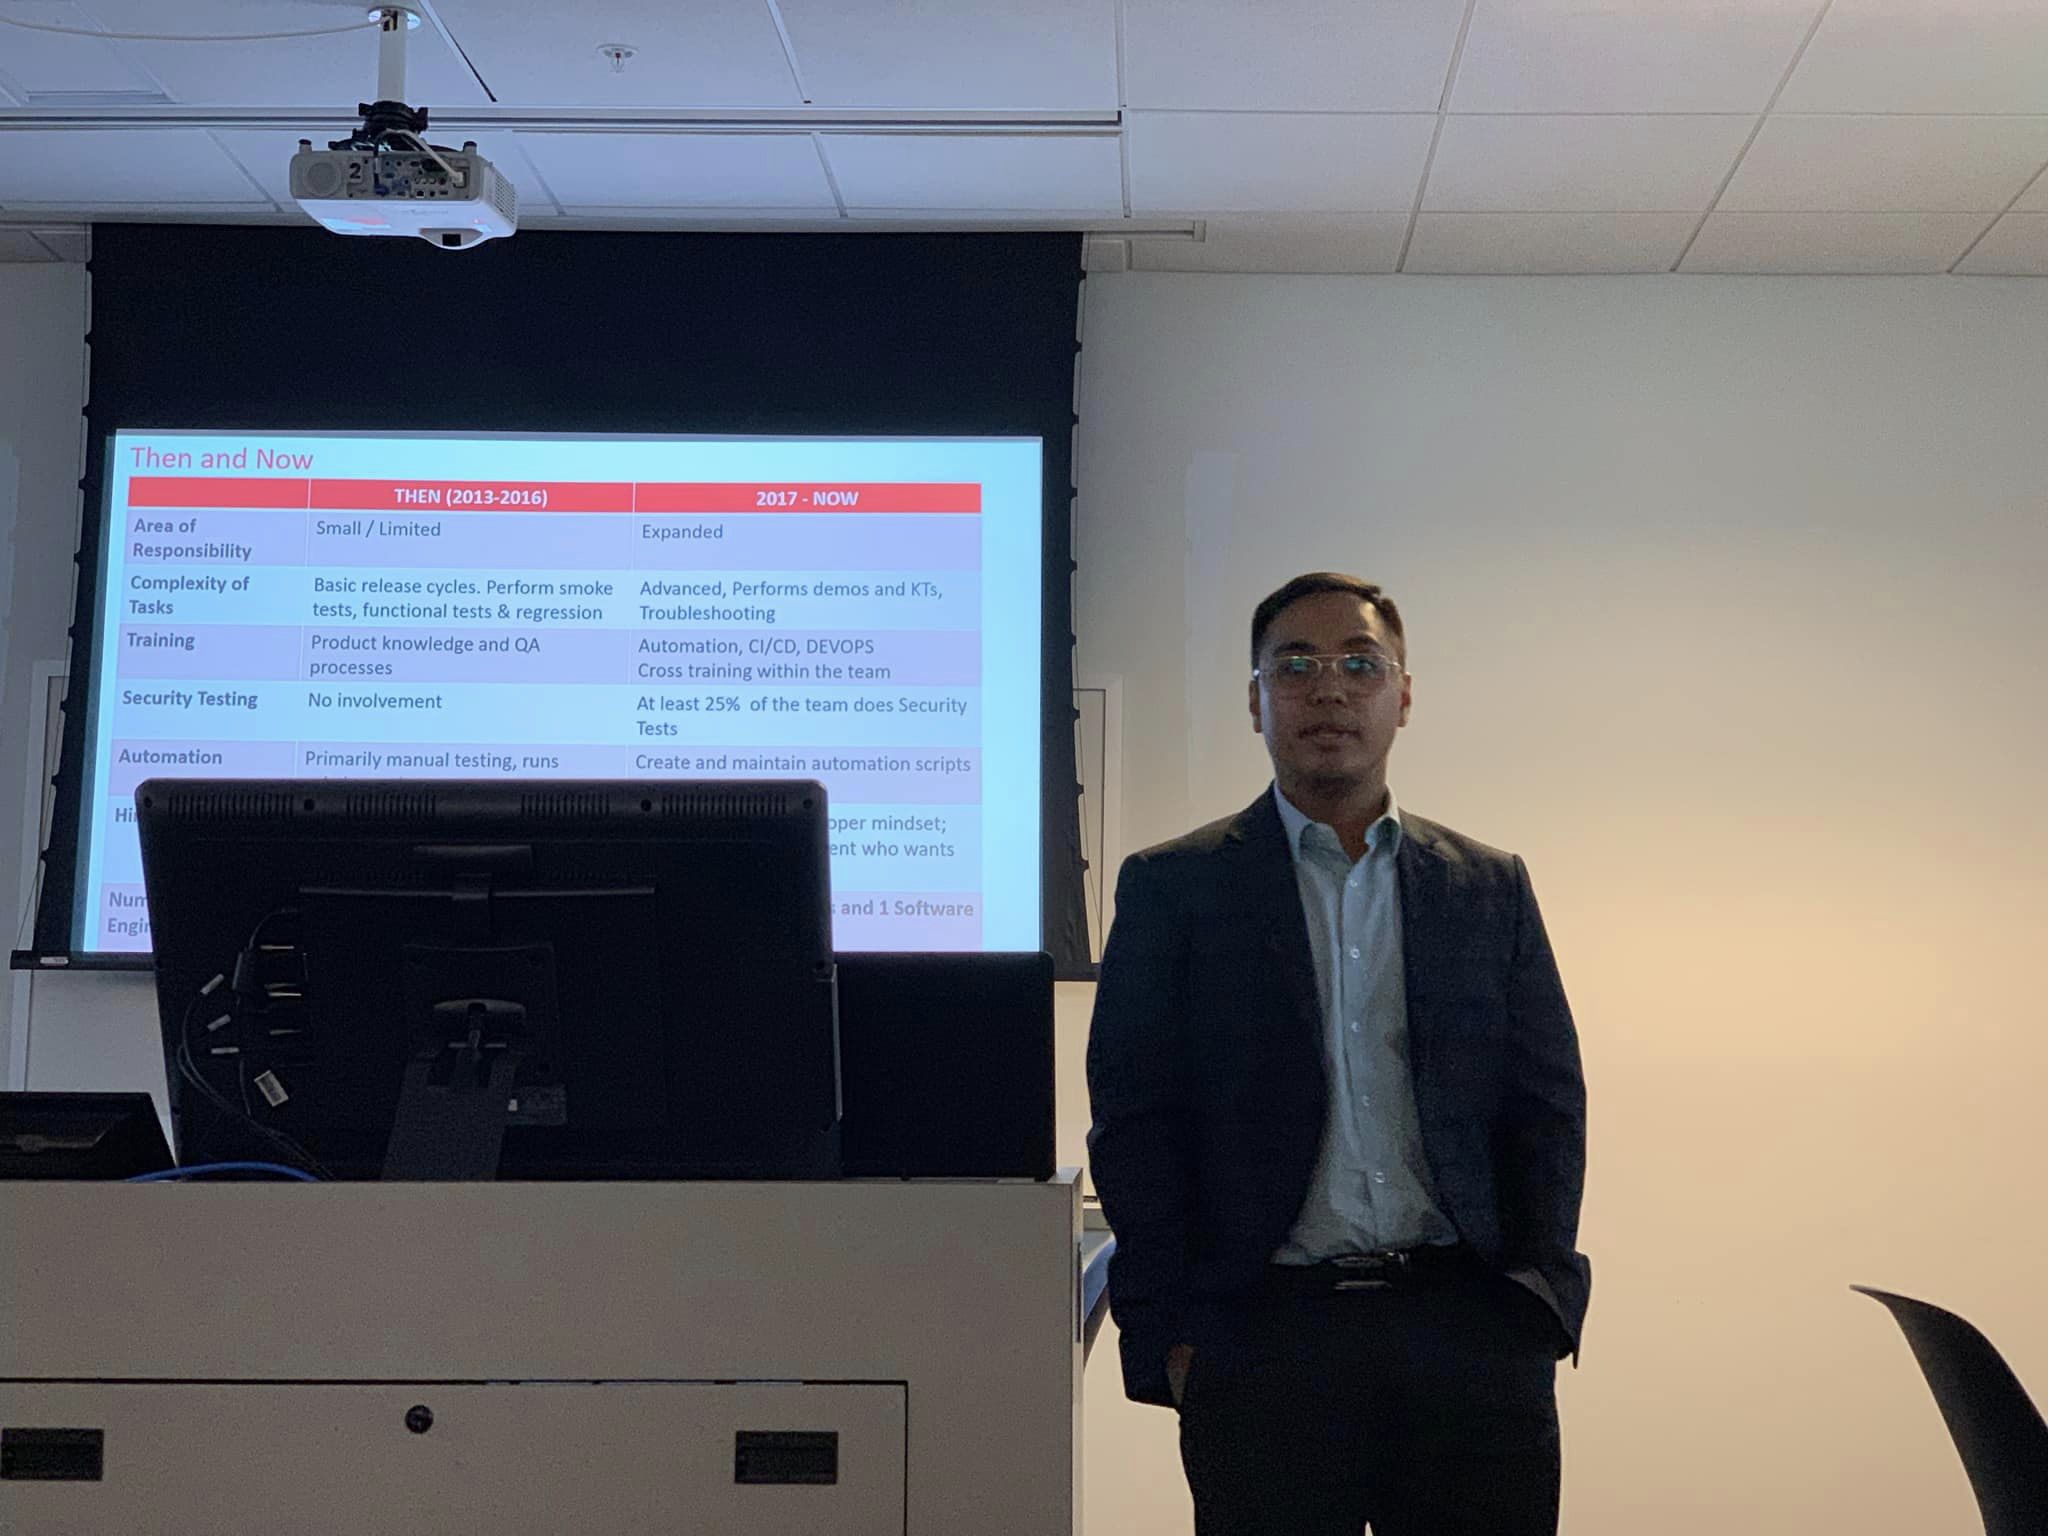 2
Then and Now
THEN (2013-2016)
2017 - NOW
Area of
Responsibility
Small / Limited
Expanded
Complexity of
Tasks
Basic release cycles. Perform smoke
tests, functional tests & regression
Advanced, Performs demos and KTs,
Troubleshooting
Training
Product knowledge and QA
processes
Automation, CI/CD, DEVOPS
Cross training within the team
Security Testing
No involvement
At least 25% of the team does Security
Tests
Automation
Primarily manual testing, runs
Create and maintain automation scripts
mindset;
who wants
and 1 Software